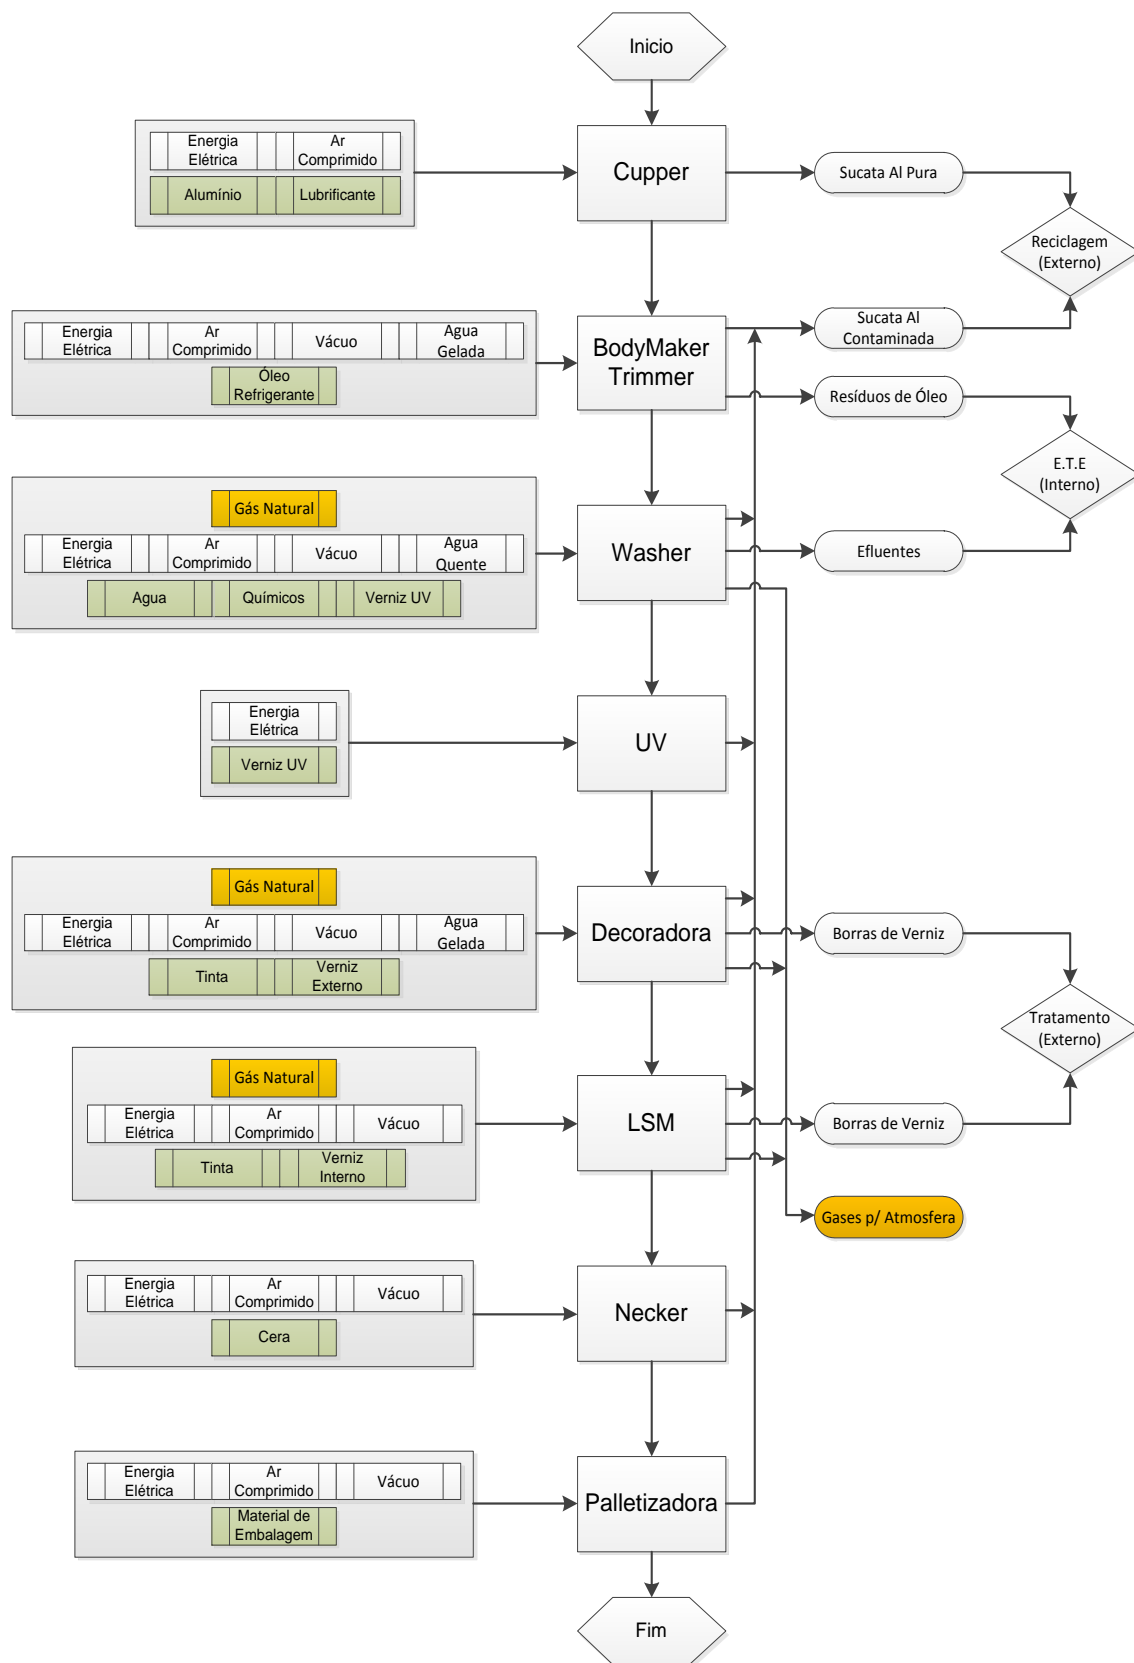 Inicio
Energia
Elétrica
Ar
Comprimido
Alumínio
Lubrificante
Cupper
Sucata Al Pura
Reciclagem
(Externo)
Energia
Elétrica
Ar
Comprimido
Vácuo
Agua
Gelada
Óleo
Refrigerante
BodyMaker
Trimmer
Sucata Al
Contaminada
Resíduos de Óleo
E.T.E
(Interno)
Gás Natural
Energia
Elétrica
Ar
Comprimido
Vácuo
Agua
Quente
Agua
Químicos
Verniz UV
Washer
Efluentes
Energia
Elétrica
Verniz UV
UV
Gás Natural
Energia
Elétrica
Ar
Comprimido
Vácuo
Agua
Gelada
Tinta
Verniz
Externo
Decoradora
Borras de Verniz
Tratamento
(Externo)
Gás Natural
Energia
Elétrica
Ar
Comprimido
Vácuo
Tinta
Verniz
Interno
LSM
Borras de Verniz
Gases p/ Atmosfera
Energia
Elétrica
Ar
Comprimido
Vácuo
Cera
Necker
Energia
Elétrica
Ar
Comprimido
Vácuo
Material de
Embalagem
Palletizadora
Fim